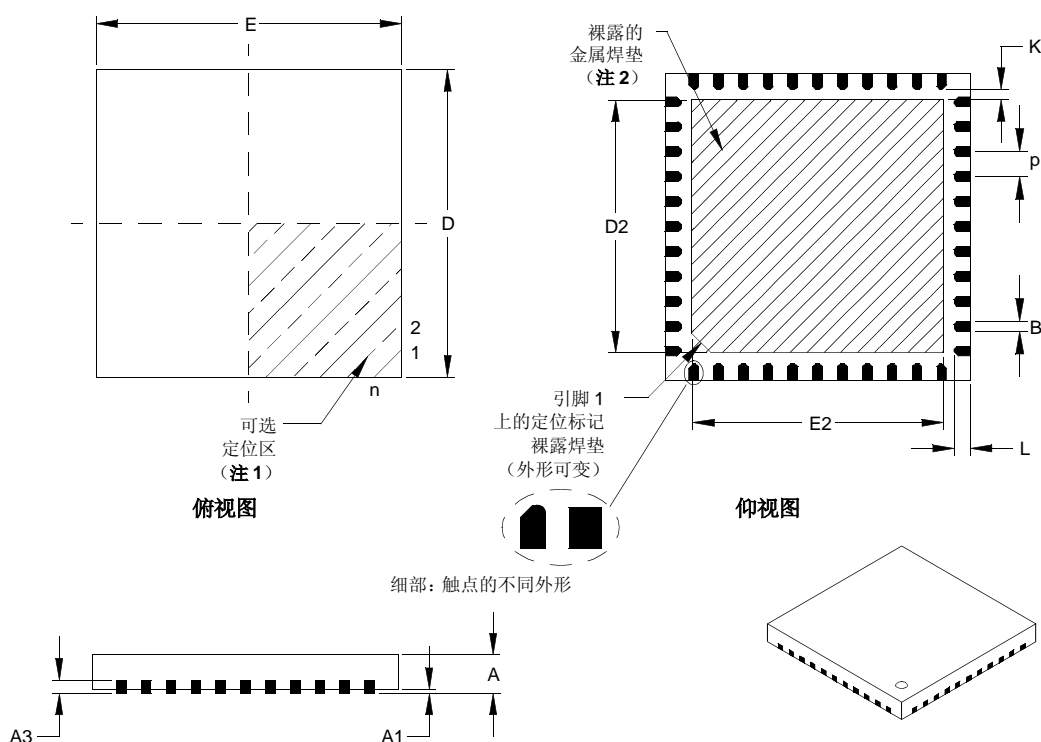 E
D
2
1
n
可选
定位区
（注 1）
俯视图
裸露的
金属焊垫
（注 2）
K
p
D2
B
引脚 1
上的定位标记
裸露焊垫
（外形可变）
E2
L
仰视图
细部：触点的不同外形
A
A3
A1